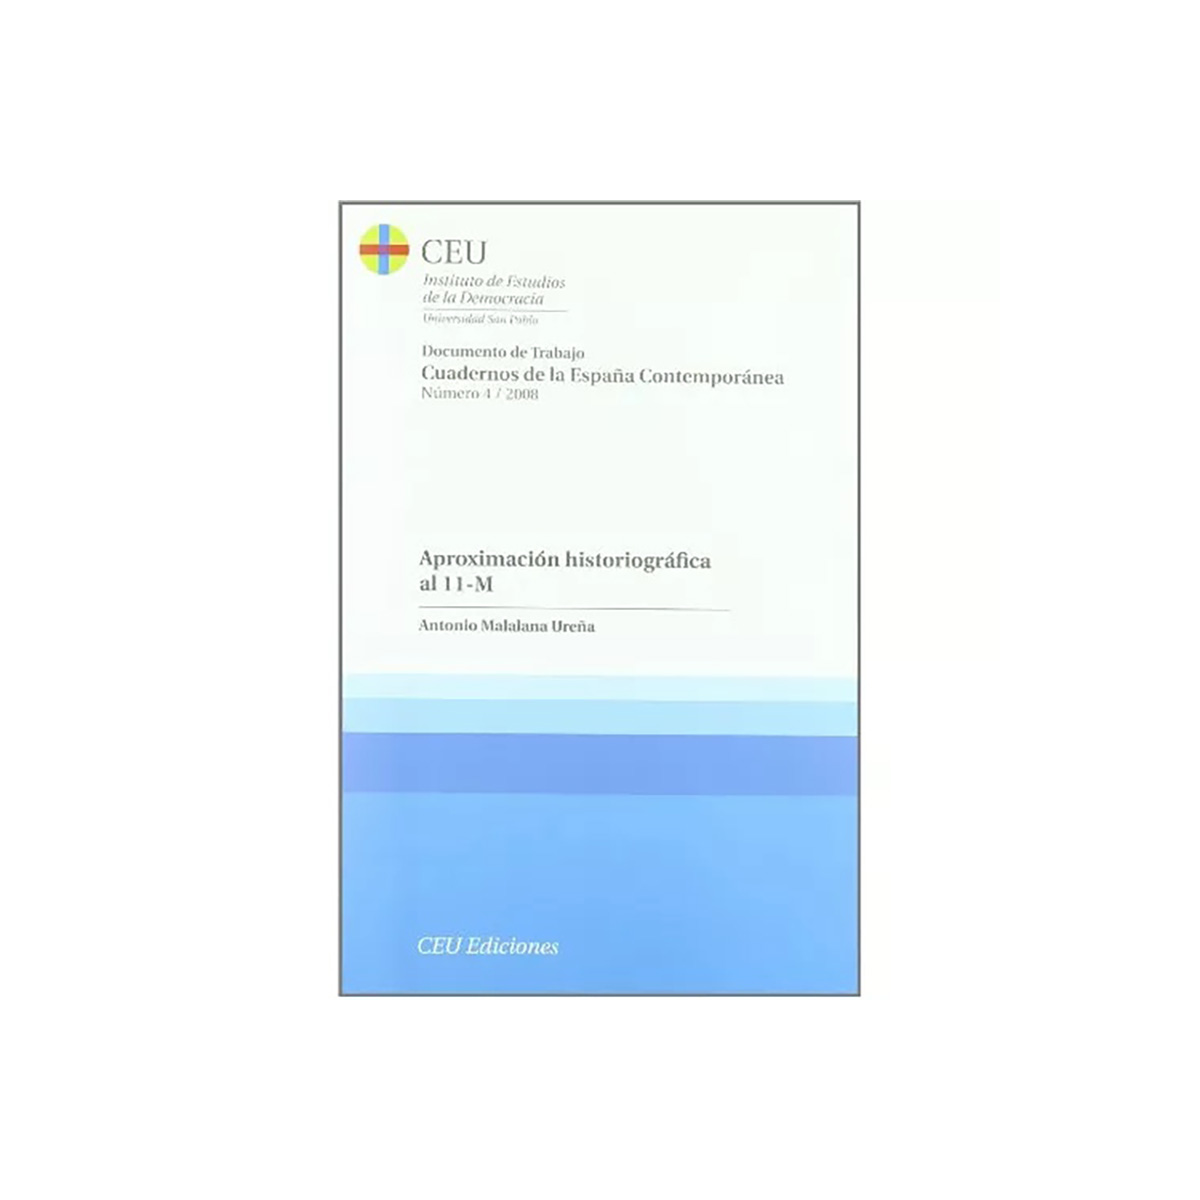 CEU
Instituto de Estudios
de la Democracia
Universidad San Pablo
Documento de Trabajo
Cuadernos de la España Contemporánea
Número 4 / 2008
Aproximación historiográfica
al 11-M
Antonio Malalana Ureña
CEU Ediciones